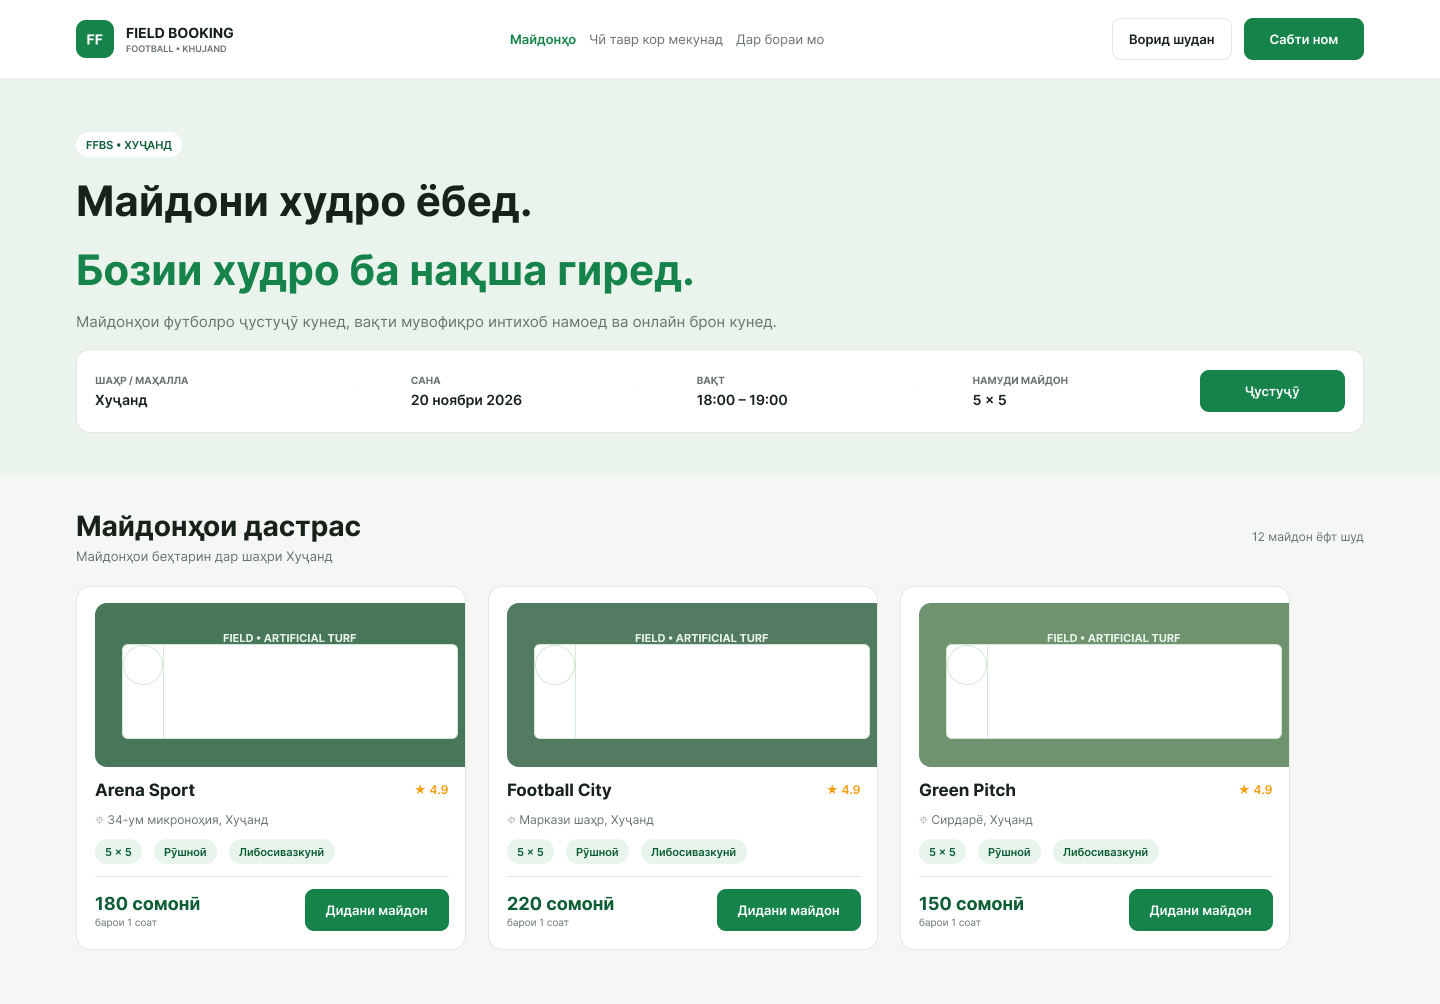 FF
FIELD BOOKING
FOOTBALL • KHUJAND
Майдонҳо Чӣ тавр кор мекунад Дар бораи мо
Ворид шудан
Сабти ном
FFBS • ХУҶАНД
Майдони худро ёбед.
Бозии худро ба нақша гиред.
Майдонҳои футболро ҷустуҷӯ кунед, вақти мувофиқро интихоб намоед ва онлайн брон кунед.
ШАҲР / МАҲАЛЛА
Хуҷанд
САНА
20 ноябри 2026
ВАҚТ
18:00 – 19:00
НАМУДИ МАЙДОН
5 × 5
Ҷустуҷӯ
Майдонҳои дастрас
Майдонҳои беҳтарин дар шаҳри Хуҷанд
12 майдон ёфт шуд
FIELD • ARTIFICIAL TURF
Arena Sport
★ 4.9
34-ум микроноҳия, Хуҷанд
5 × 5 Рӯшноӣ Либосивазкунӣ
180 сомонӣ
барои 1 соат
Дидани майдон
FIELD • ARTIFICIAL TURF
Football City
★ 4.9
Маркази шаҳр, Хуҷанд
5 × 5 Рӯшноӣ Либосивазкунӣ
220 сомонӣ
барои 1 соат
Дидани майдон
FIELD • ARTIFICIAL TURF
Green Pitch
★ 4.9
Сирдарё, Хуҷанд
5 × 5 Рӯшноӣ Либосивазкунӣ
150 сомонӣ
барои 1 соат
Дидани майдон